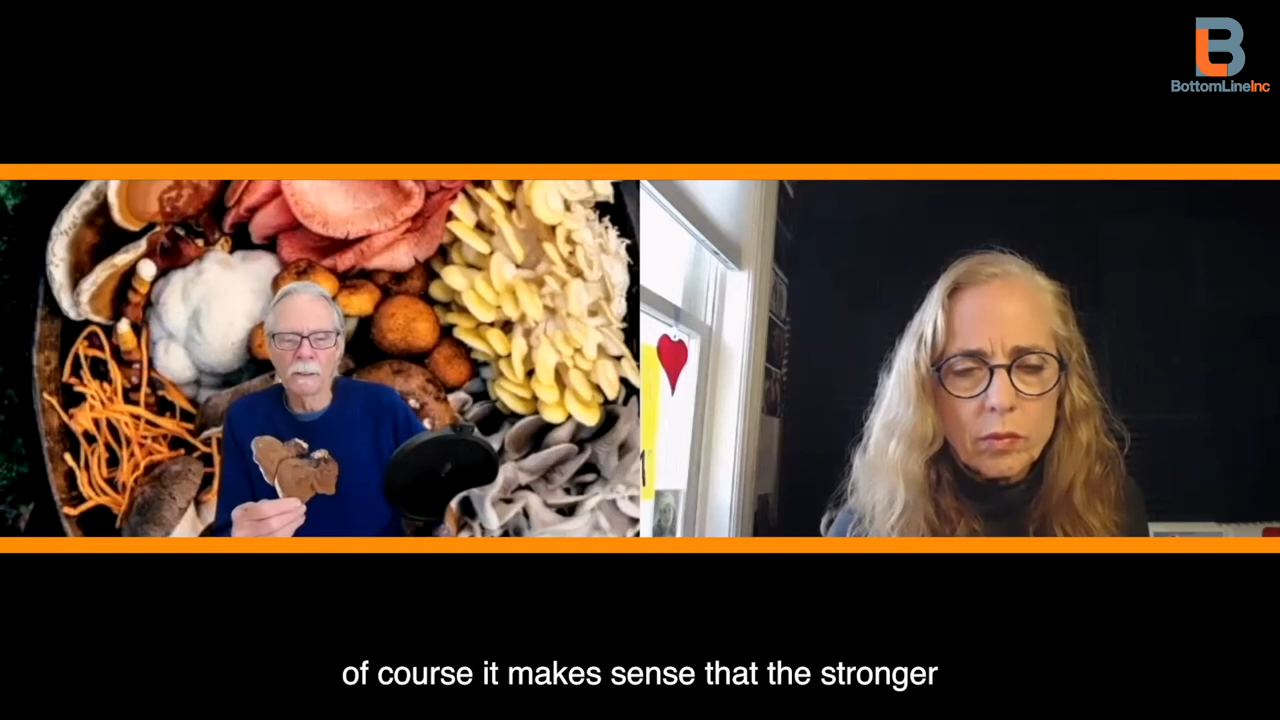 BottomLineInc
of course it makes sense that the stronger